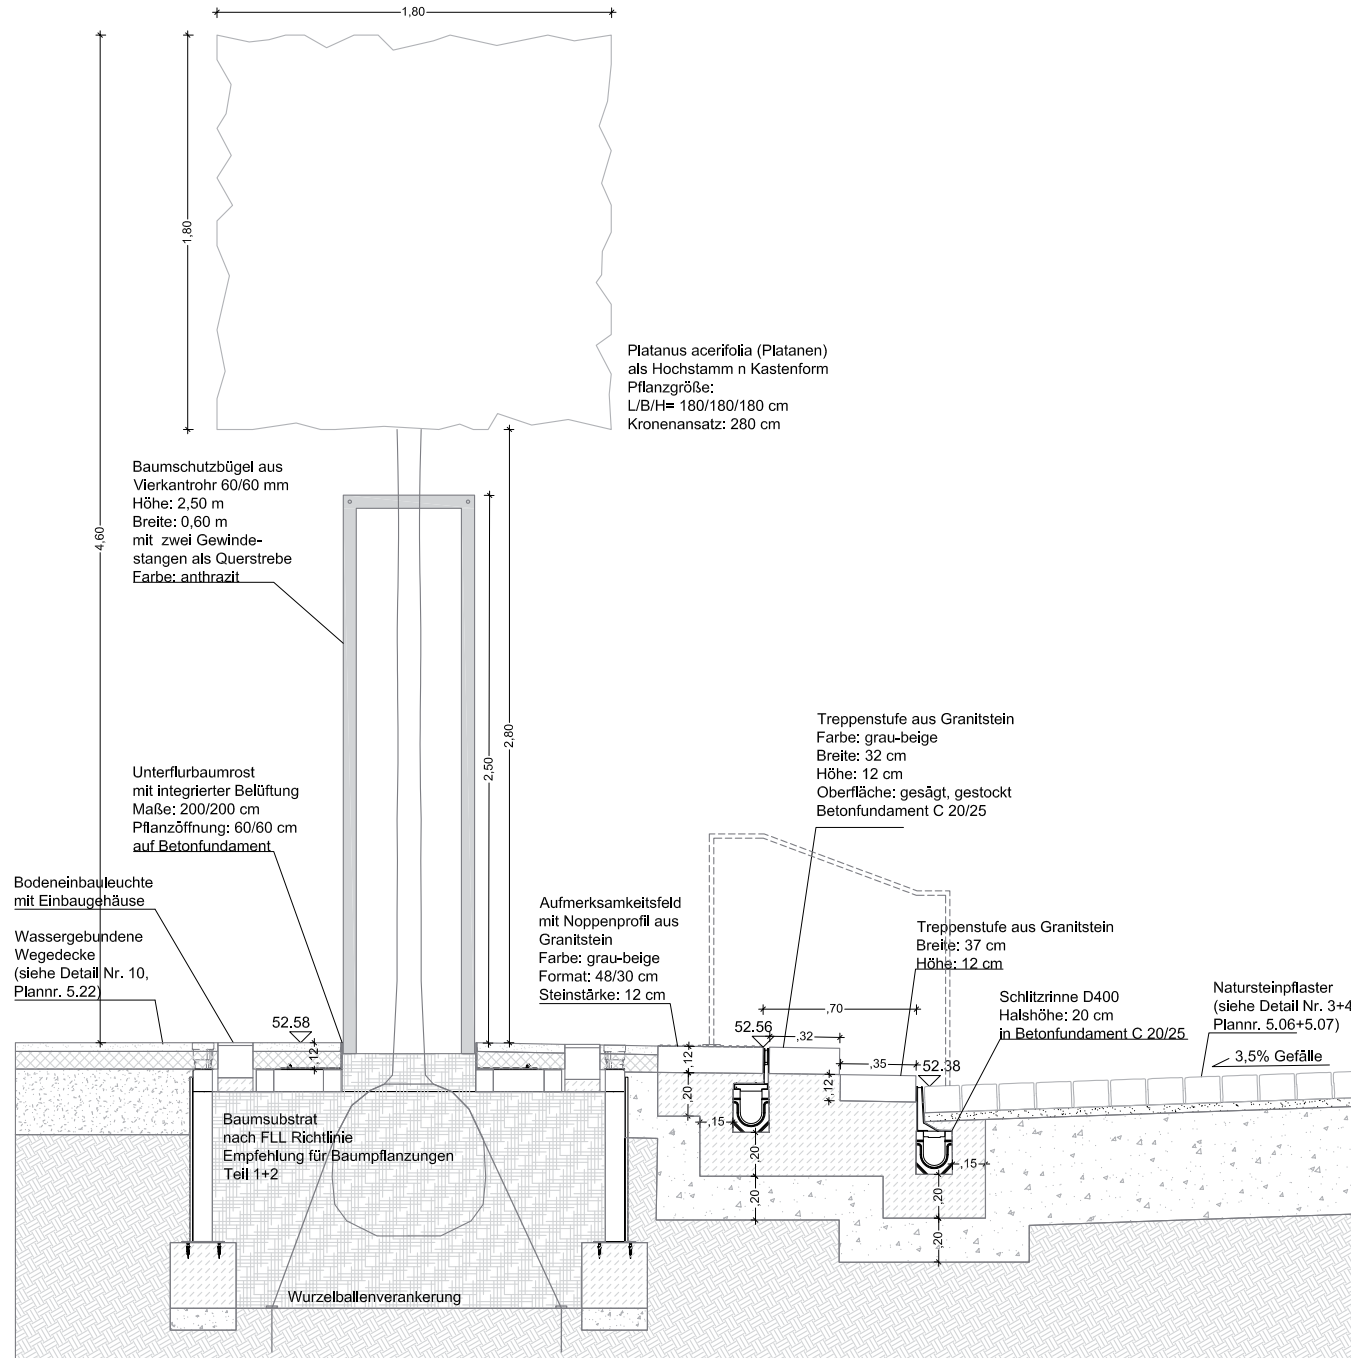 1,80
4,60
1,80
Platanus acerifolia (Platanen)
als Hochstamm n Kastenform
Pflanzgröße:
L/B/H= 180/180/180 cm
Kronenansatz: 280 cm
Baumschutzbügel aus
Vierkantrohr 60/60 mm
Höhe: 2,50 m
Breite: 0,60 m
mit zwei Gewinde-
stangen als Querstrebe
Farbe: anthrazit
2,50
2,80
Unterflurbaumrost
mit integrierter Belüftung
Maße: 200/200 cm
Pflanzöffnung: 60/60 cm
auf Betonfundament
Bodeneinbauleuchte
mit Einbaugehäuse
Wassergebundene
Wegedecke
(siehe Detail Nr. 10,
Plannr. 5.22)
52.58
,12
Treppenstufe aus Granitstein
Farbe: grau-beige
Breite: 32 cm
Höhe: 12 cm
Oberfläche: gesägt, gestockt
Betonfundament C 20/25
Aufmerksamkeitsfeld
mit Noppenprofil aus
Granitstein
Farbe: grau-beige
Format: 48/30 cm
Steinstärke: 12 cm
Treppenstufe aus Granitstein
Breite: 37 cm
Höhe: 12 cm
Schlitzrinne D400
Halshöhe: 20 cm
in Betonfundament C 20/25
Natursteinpflaster
(siehe Detail Nr. 3+4
Plannr. 5.06+5.07)
3,5% Gefälle
,70
52.56
,32
,12
,35
52.38
,12
,20
,15
,20
,20
,15
,20
,20
Baumsubstrat
nach FLL Richtlinie
Empfehlung für Baumpflanzungen
Teil 1+2
Wurzelballenverankerung